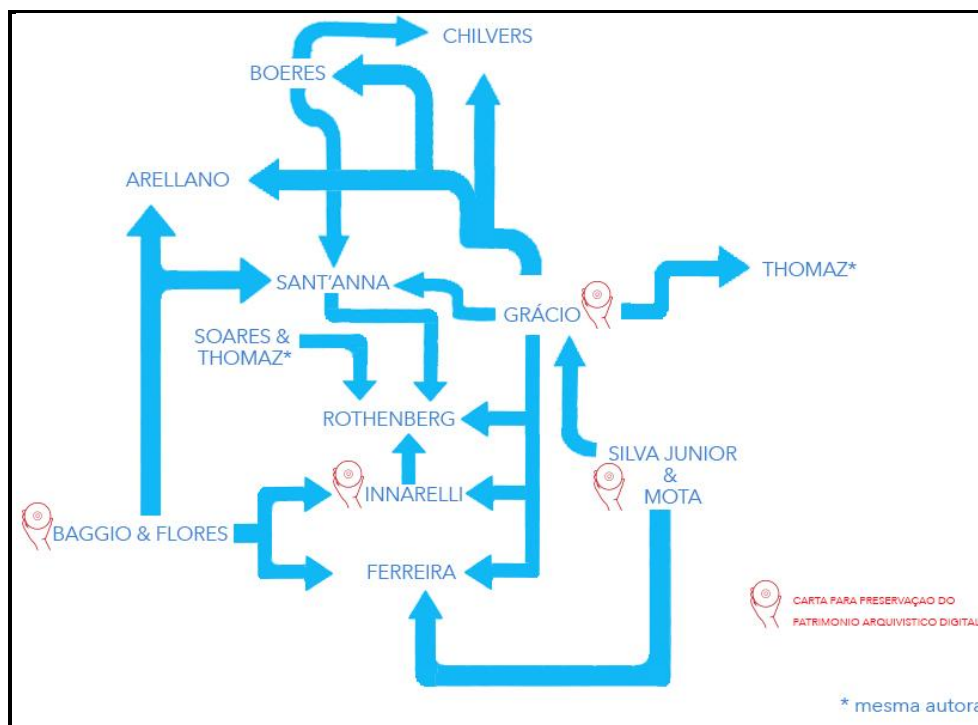 CHILVERS
BOERES
ARELLANO
THOMAZ*
SANT'ANNA
GRÁCIO
SOARES &
THOMAZ*
ROTHENBERG
SILVA JUNIOR
&
MOTA
INNARELLI
BAGGIO & FLORES
FERREIRA
CARTA PARA PRESERVAÇAO DO
PATRIMONIO ARQUIVISTICO DIGITAL
* mesma autora